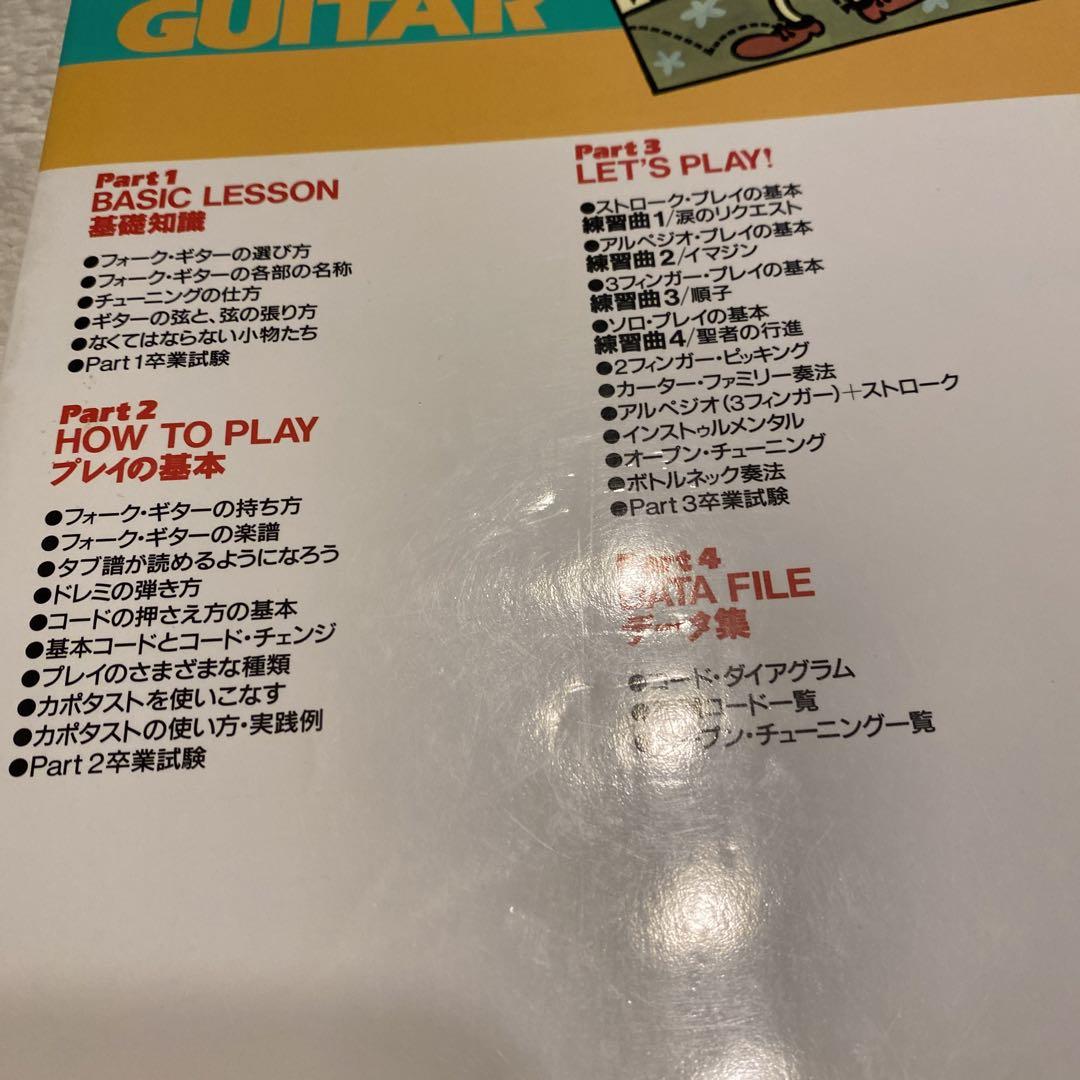 GUITAR
Part 1
BASIC LESSON
基礎知識
●フォーク・ギターの選び方
●フォーク・ギターの各部の名称
●チューニングの仕方
●ギターの弦と、弦の張り方
●なくてはならない小物たち
●Part 1卒業試験
Part 2
HOW TO PLAY
プレイの基本
●フォーク・ギターの持ち方
●フォーク・ギターの楽譜
●タブ譜が読めるようになろう
●ドレミの弾き方
●コードの押さえ方の基本
●基本コードとコード・チェンジ
●プレイのさまざまな種類
●カポタストを使いこなす
●カポタストの使い方・実践例
●Part 2卒業試験
Part 3
LET'S PLAY!
●ストローク・プレイの基本
練習曲1/涙のリクエスト
●アルペジオ・プレイの基本
練習曲2/イマジン
●3フィンガー・プレイの基本
練習曲3/順子
●ソロ・プレイの基本
練習曲4/聖者の行進
●2フィンガー・ピッキング
●カーター・ファミリー奏法
●アルペジオ(3フィンガー)+ストローク
●インストゥルメンタル
●オープン・チューニング
●ボトルネック奏法
●Part 3卒業試験
Part 4
DATA FILE
データ集
●コード・ダイアグラム
コード一覧
プン・チューニング一覧